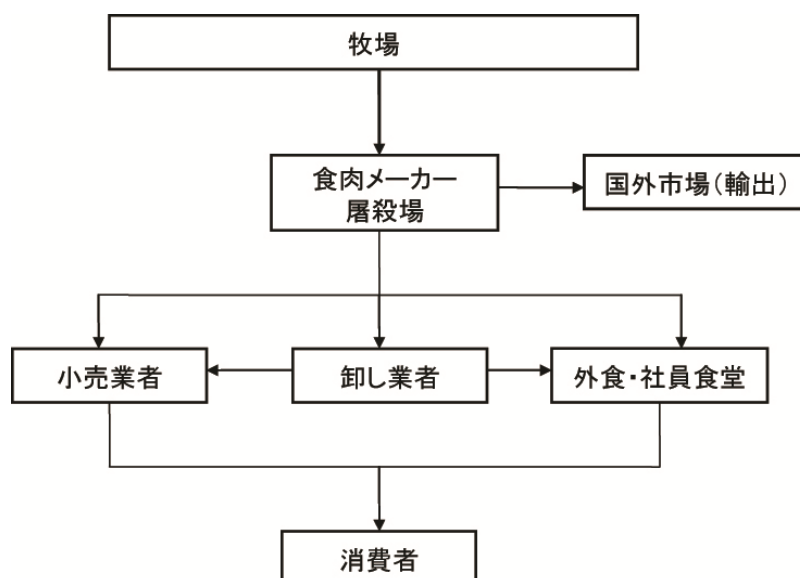 牧場
食肉メーカー
屠殺場
国外市場（輸出）
小売業者
卸し業者
外食・社員食堂
消費者